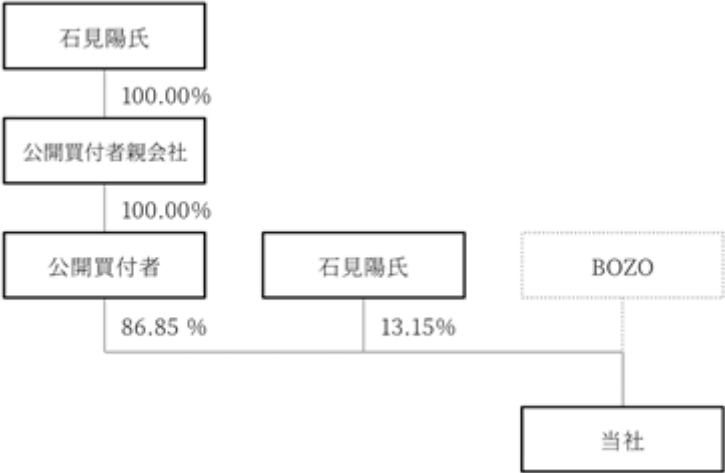 石見陽氏
100.00%
公開買付者親会社
100.00%
公開買付者
石見陽氏
BOZO
86.85 %
13.15%
当社